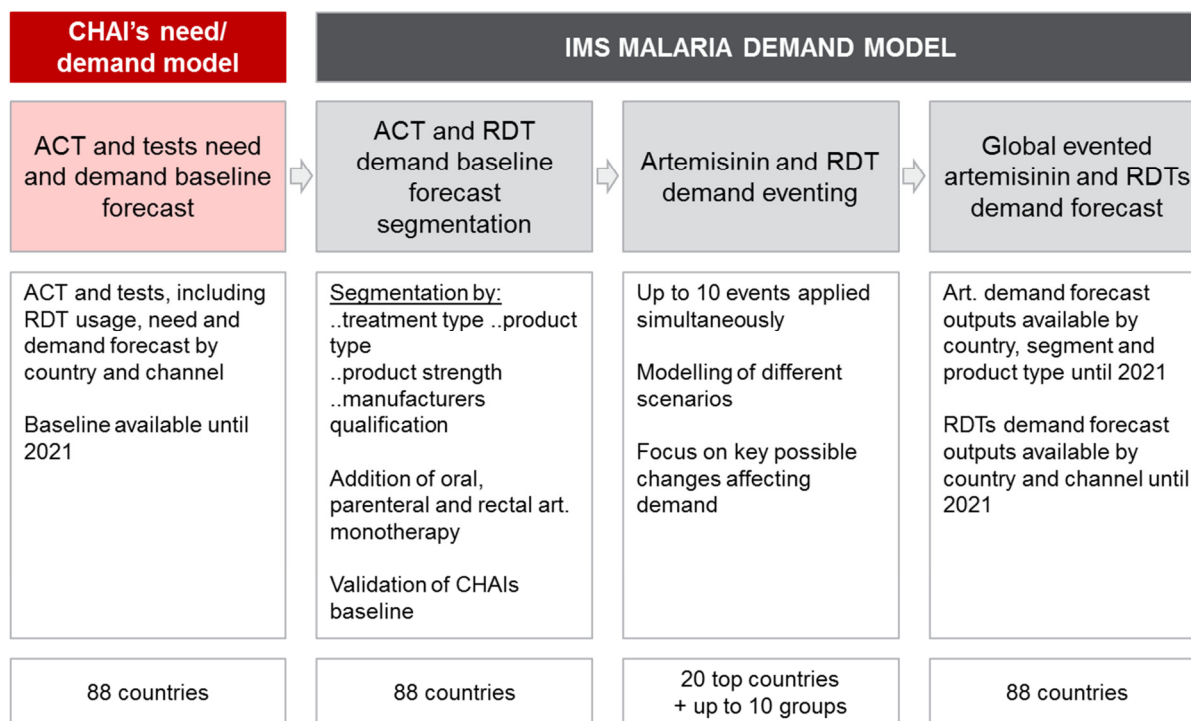 CHAI's need/
demand model
IMS MALARIA DEMAND MODEL
ACT and tests need
and demand baseline
forecast
ACT and RDT
demand baseline
forecast
segmentation
Artemisinin and RDT
demand eventing
Global evented
artemisinin and RDTs
demand forecast
ACT and tests, including
RDT usage, need and
demand forecast by
country and channel
Baseline available until
2021
Segmentation by:
..treatment type ..product
type
..product strength
..manufacturers
qualification
Addition of oral,
parenteral and rectal art.
monotherapy
Validation of CHAIs
baseline
Up to 10 events applied
simultaneously
Modelling of different
scenarios
Focus on key possible
changes affecting
demand
Art. demand forecast
outputs available by
country, segment and
product type until 2021
RDTs demand forecast
outputs available by
country and channel until
2021
88 countries
88 countries
20 top countries
+ up to 10 groups
88 countries